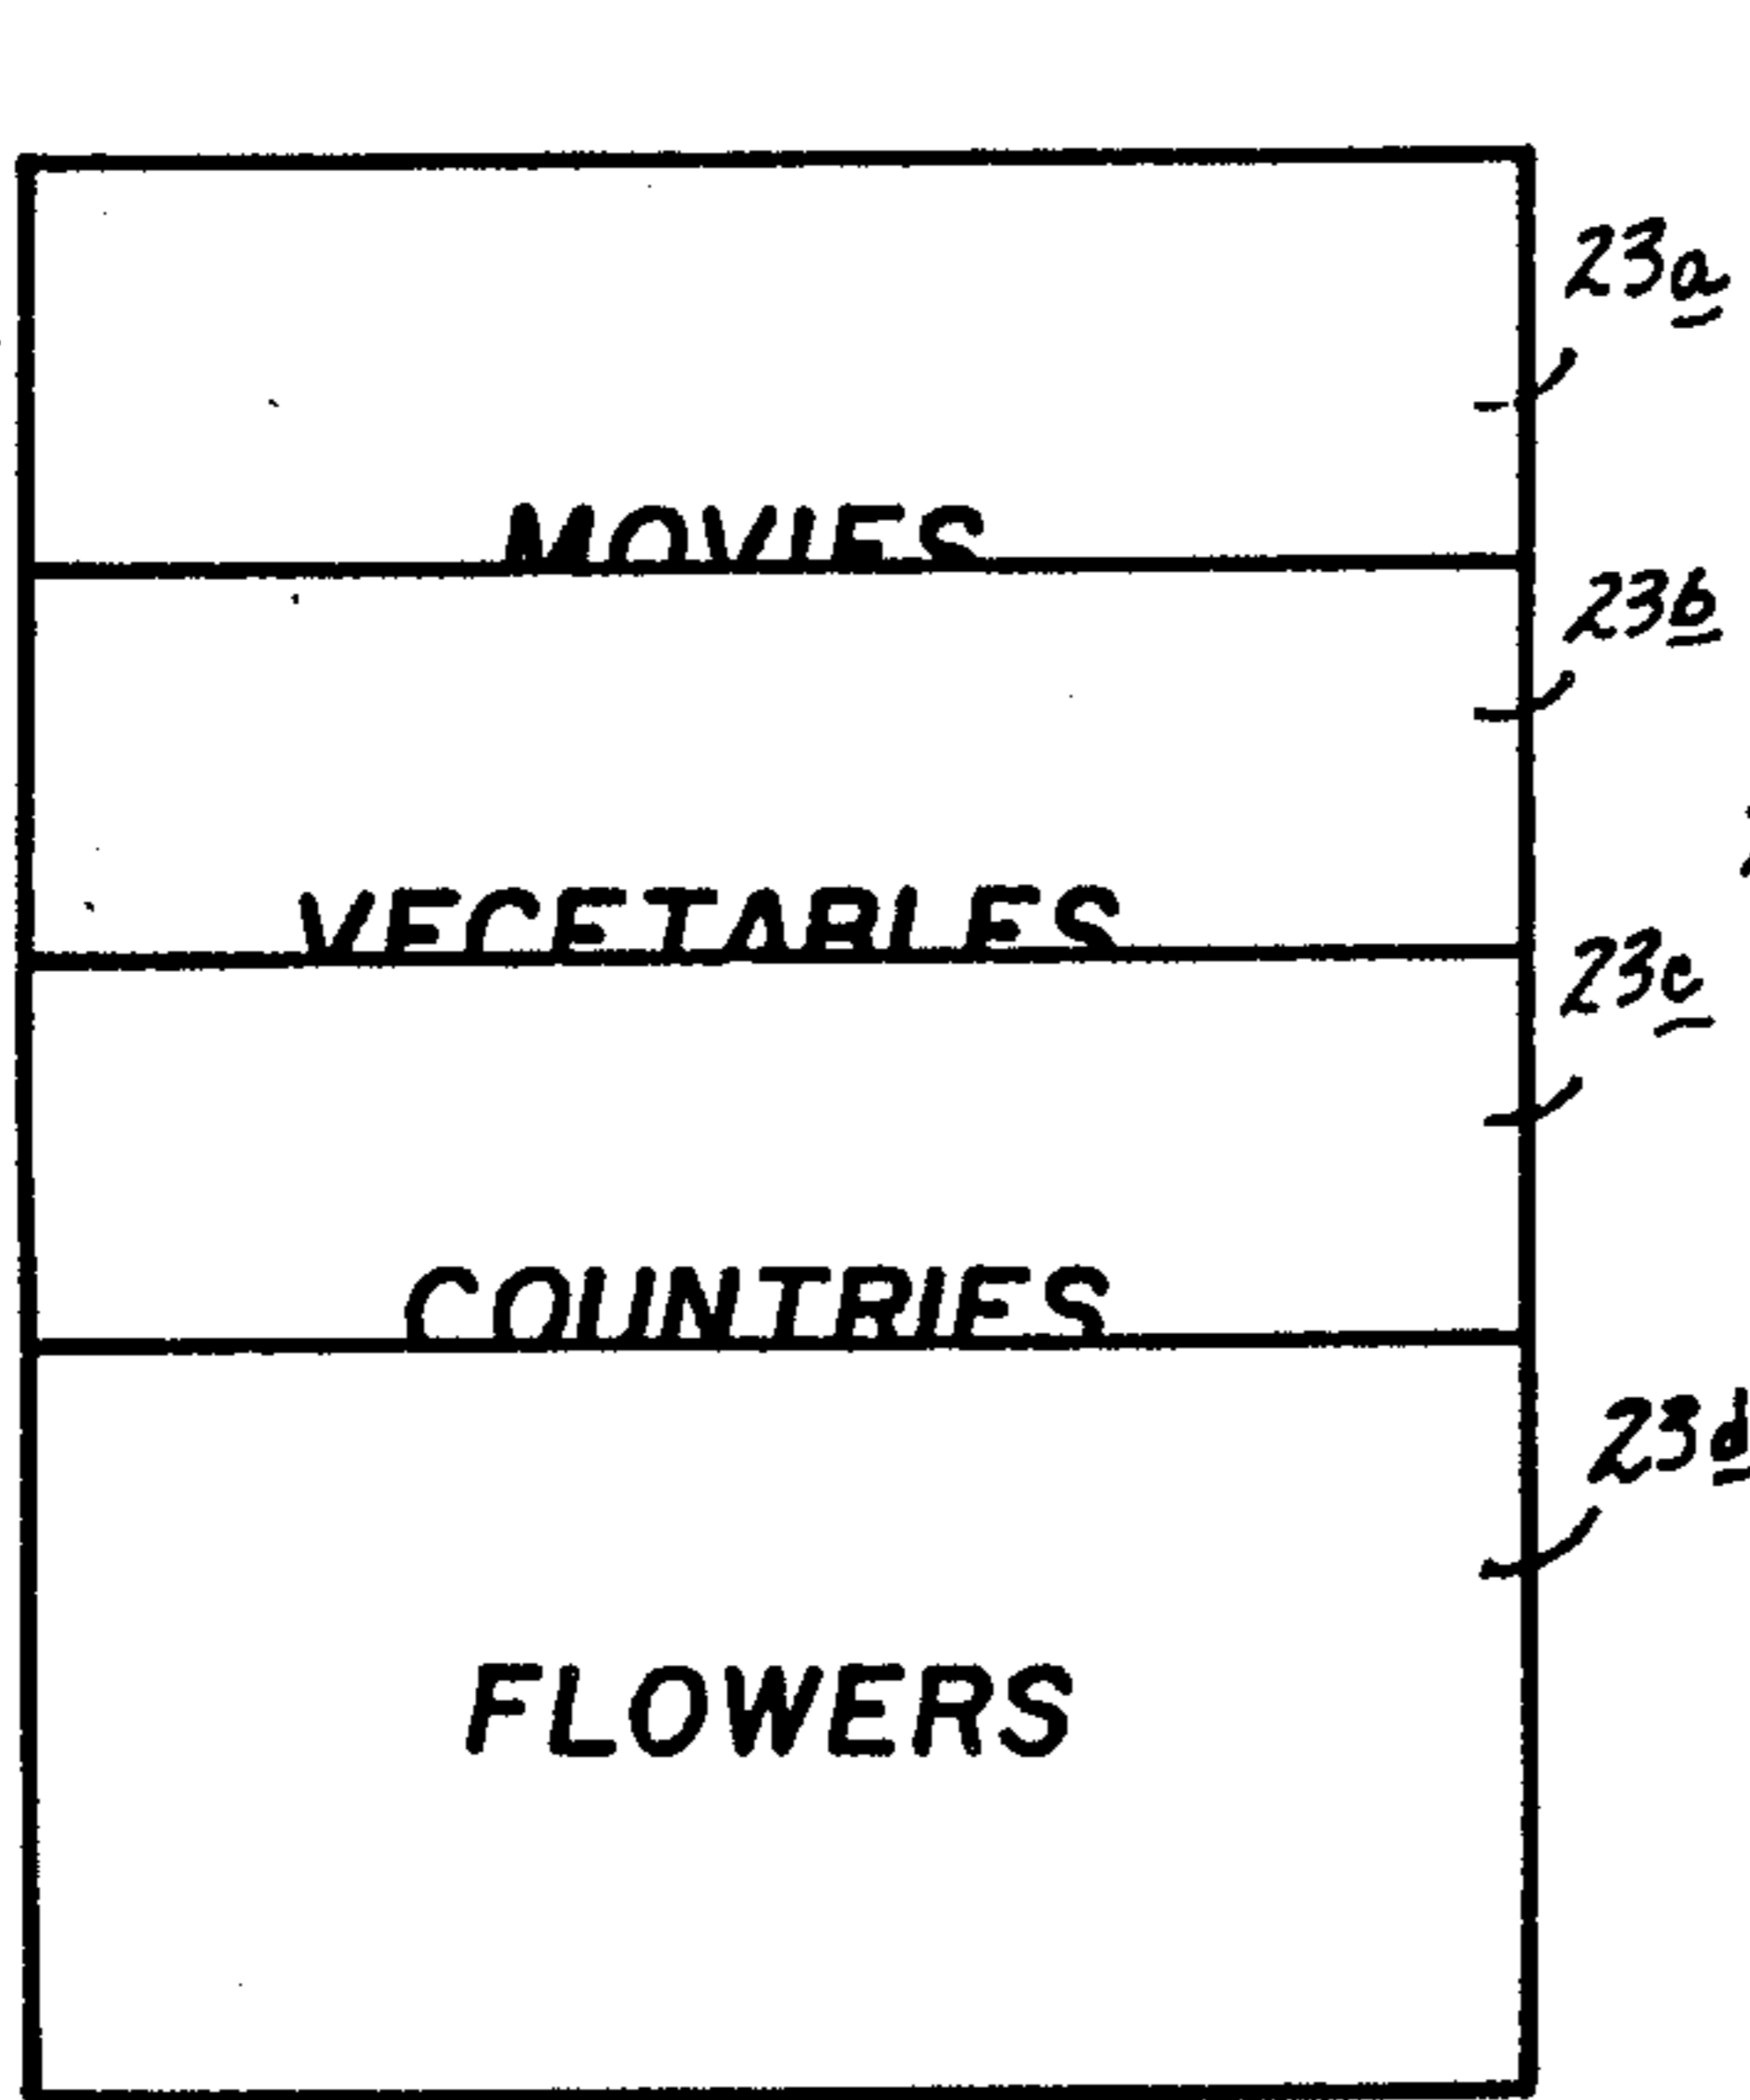 23a
MOVIES
23b
VEGETABLES
23c
COUNTRIES
23d
FLOWERS